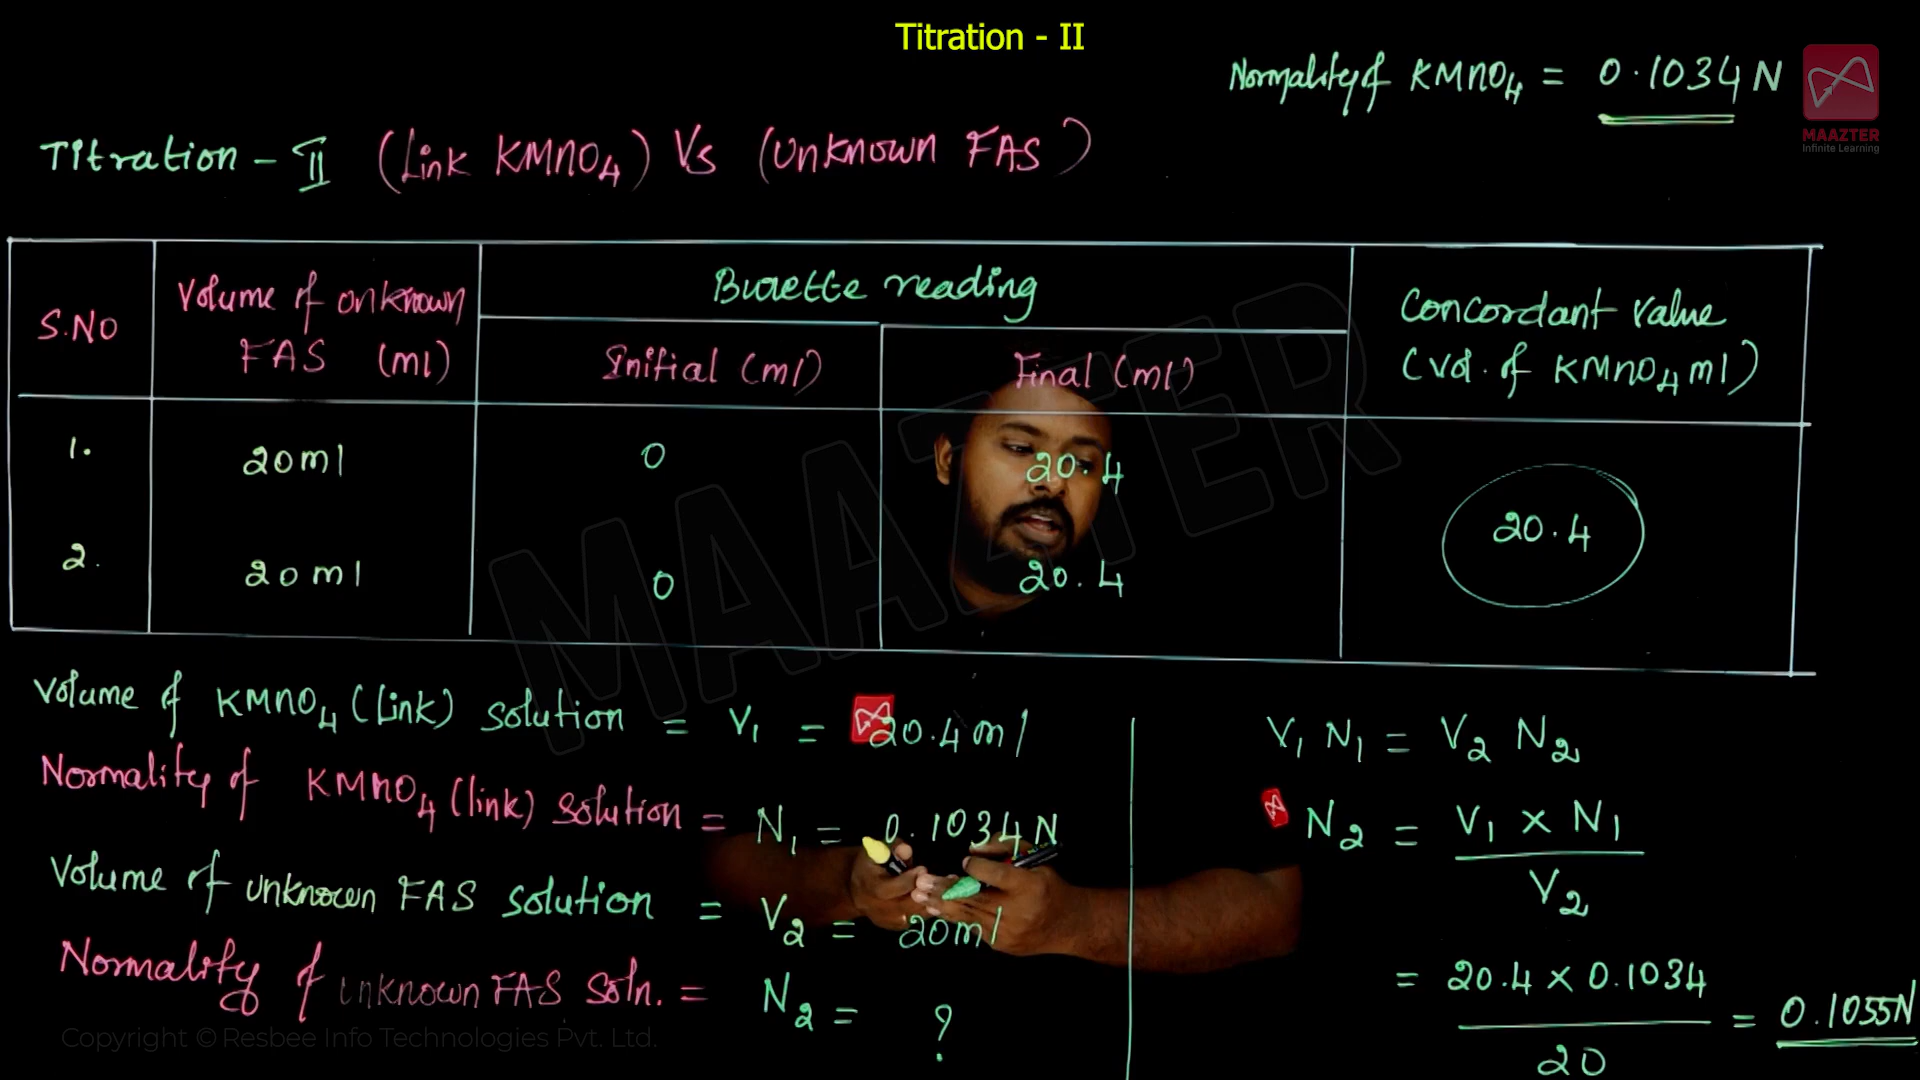 Titration - II
Normality of KMnO4 = 0.1034 N
MAAZTER
Infinite Learning
Titration - II (Link KMnO4) Vs (Unknown FAS)
S.NO
Volume of unknown FAS (ml)
Burette reading
Initial (ml)
Final (ml)
Concordant Value (Vol. of KMnO4 ml)
1. 20ml 0 20.4
20.4
2. 20ml 0 20.4
MAAZTER
Volume of KMnO4 (Link) solution = V1 = 20.4 ml
Normality of KMnO4 (link) solution = N1 = 0.1034 N
Volume of unknown FAS solution = V2 = 20ml
Normality of unknown FAS Soln. = N2 = ?
V1 N1 = V2 N2
N2 = V1 x N1 / V2
= 20.4 x 0.1034 / 20 = 0.1055N
Copyright © Resbee Info Technologies Pvt. Ltd.